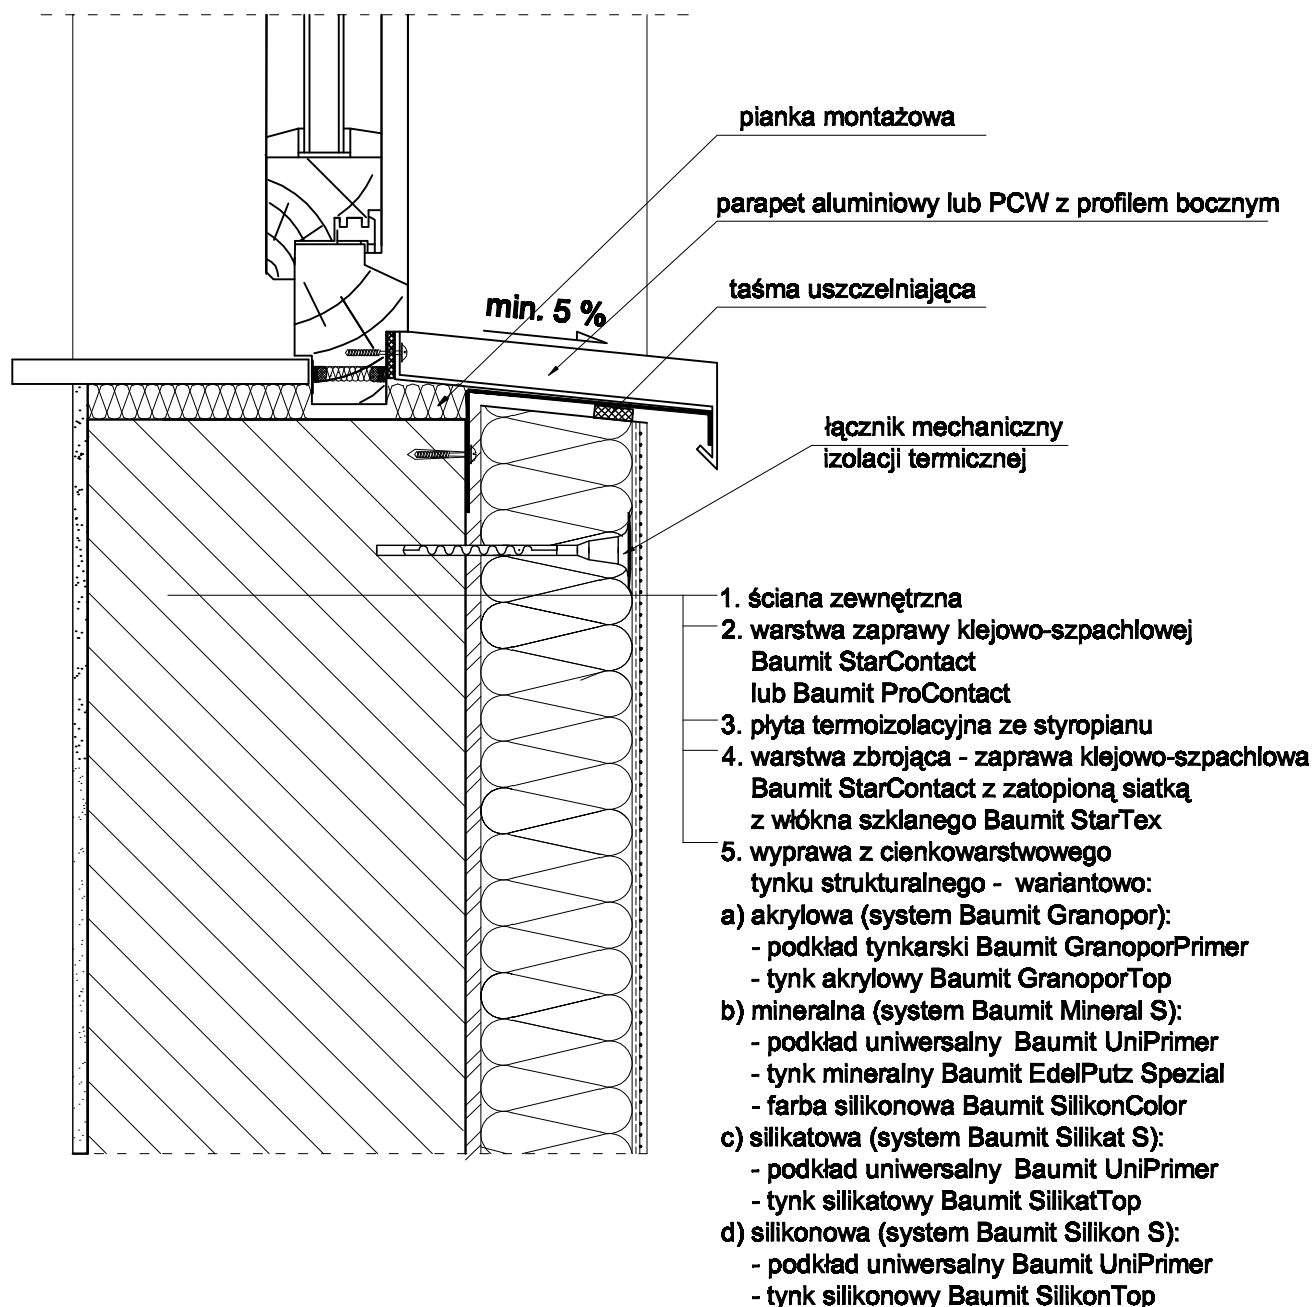 pianka montażowa
parapet aluminiowy lub PCW z profilem bocznym
taśma uszczelniająca
min. 5 %
łącznik mechaniczny
izolacji termicznej
1. ściana zewnętrzna
2. warstwa zaprawy klejowo-szpachlowej
Baumit StarContact
lub Baumit ProContact
3. płyta termoizolacyjna ze styropianu
4. warstwa zbrojąca - zaprawa klejowo-szpachlowa
Baumit StarContact z zatopioną siatką
z włókna szklanego Baumit StarTex
5. wyprawa z cienkowarstwowego
tynku strukturalnego - wariantowo:
a) akrylowa (system Baumit Granopor):
- podkład tynkarski Baumit GranoporPrimer
- tynk akrylowy Baumit GranoporTop
b) mineralna (system Baumit Mineral S):
- podkład uniwersalny Baumit UniPrimer
- tynk mineralny Baumit EdelPutz Spezial
- farba silikonowa Baumit SilikonColor
c) silikatowa (system Baumit Silikat S):
- podkład uniwersalny Baumit UniPrimer
- tynk silikatowy Baumit SilikatTop
d) silikonowa (system Baumit Silikon S):
- podkład uniwersalny Baumit UniPrimer
- tynk silikonowy Baumit SilikonTop